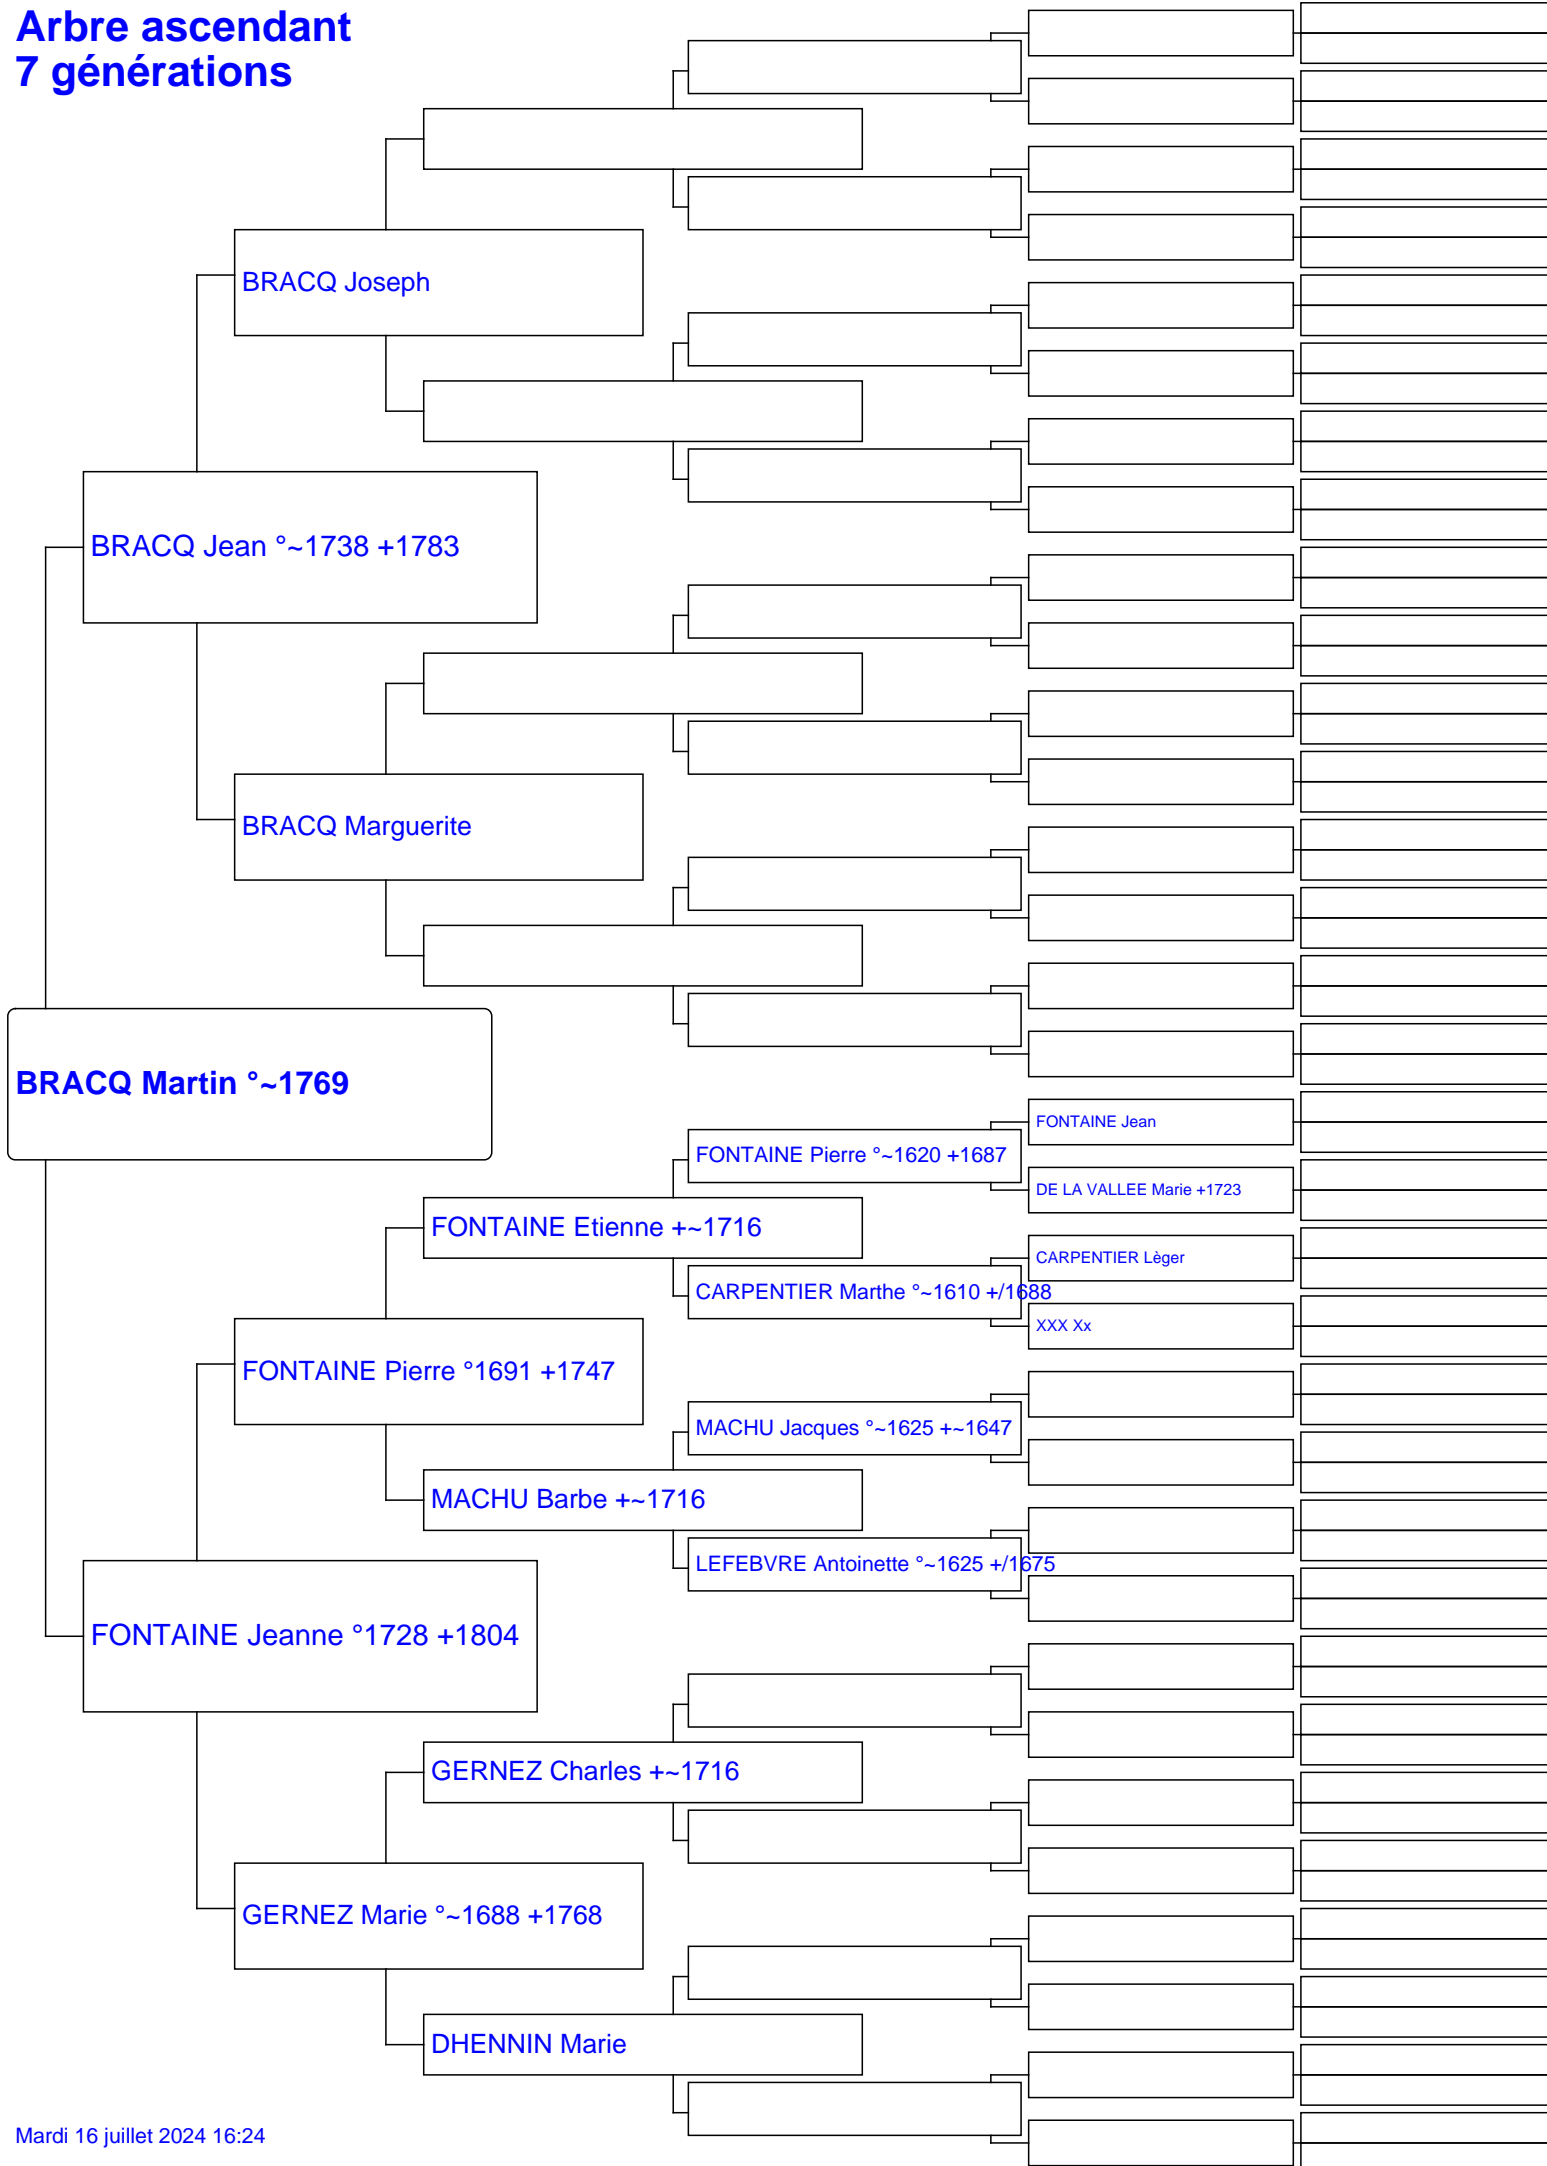 Arbre ascendant
7 générations
BRACQ Joseph
BRACQ Jean °~1738 +1783
BRACQ Marguerite
BRACQ Martin °~1769
FONTAINE Jean
FONTAINE Pierre °~1620 +1687
DE LA VALLEE Marie +1723
FONTAINE Etienne +~1716
CARPENTIER Lèger
CARPENTIER Marthe °~1610 +/1688
XXX Xx
FONTAINE Pierre °1691 +1747
MACHU Jacques °~1625 +~1647
MACHU Barbe +~1716
LEFEBVRE Antoinette °~1625 +/1675
FONTAINE Jeanne °1728 +1804
GERNEZ Charles +~1716
GERNEZ Marie °~1688 +1768
DHENNIN Marie
Mardi 16 juillet 2024 16:24